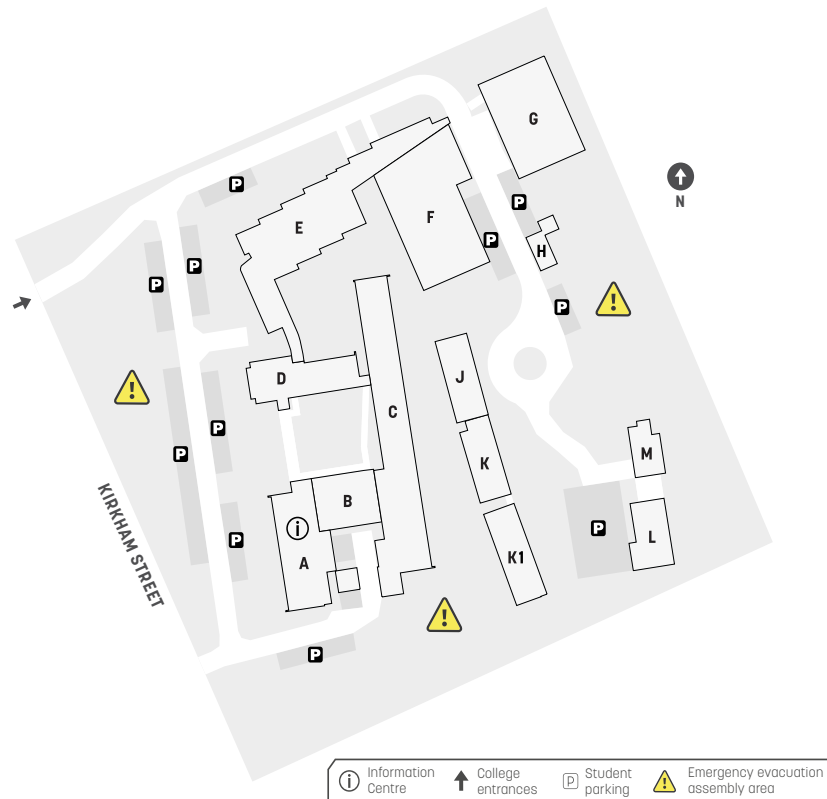 G
P
N
P
E
F
P
H
P
P
P
P
D
J
C
P
P
K
M
B
i
P
P
L
A
K1
KIRKHAM STREET
P
i Information
Centre
College
entrances
P Student
parking
Emergency evacuation
assembly area